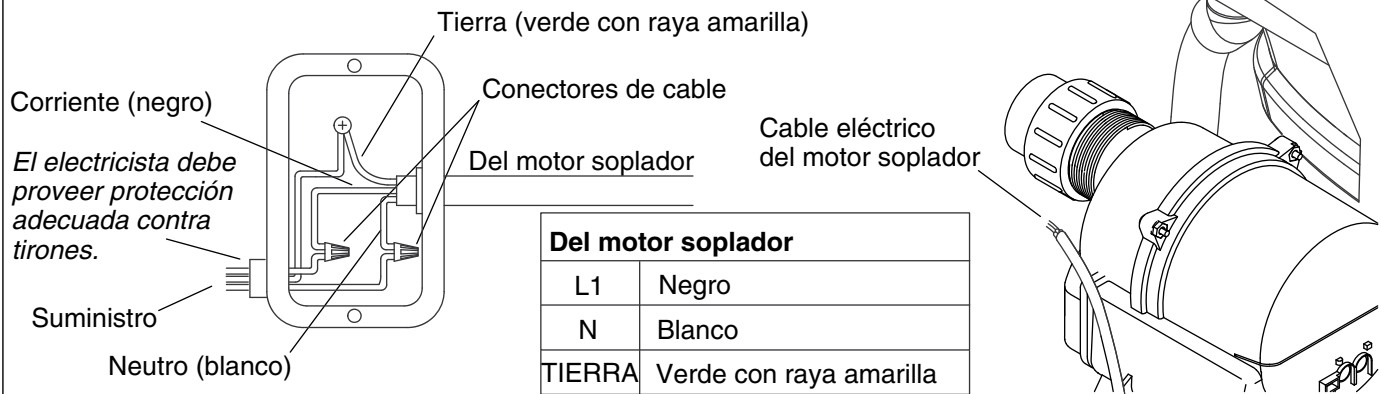 Tierra (verde con raya amarilla)
Corriente (negro)
Conectores de cable
El electricista debe
proveer protección
adecuada contra
tirones.
Del motor soplador
Cable eléctrico
del motor soplador
Suministro
Neutro (blanco)
Del motor soplador
L1 Negro
N Blanco
TIERRA Verde con raya amarilla